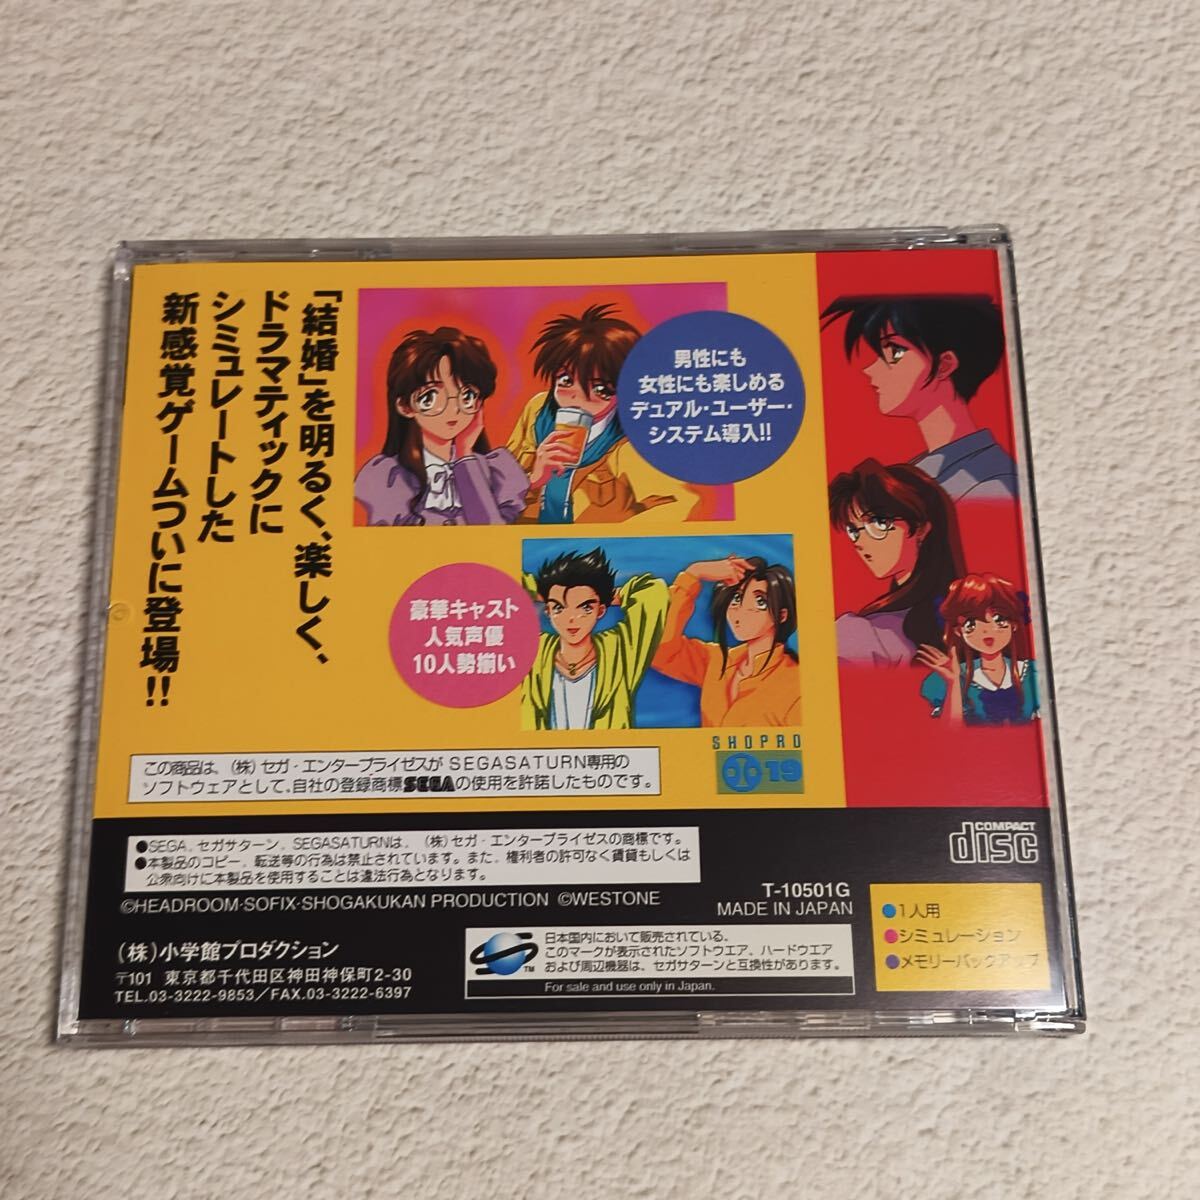 「結婚」を明るく、楽しく、
ドラマティックに
シミュレートした
新感覚ゲームついに登場!!
男性にも
女性にも楽しめる
デュアル・ユーザー・
システム導入!!
豪華キャスト
人気声優
10人勢揃い
SHOPRO
19
この商品は、(株)セガ・エンタープライゼスがSEGASATURN専用の
ソフトウェアとして、自社の登録商標SEGAの使用を許諾したものです。
●SEGA、セガサターン、SEGASATURNは、(株)セガ・エンタープライゼスの商標です。
●本製品のコピー、転送等の行為は禁止されています。また、権利者の許可なく賃貸もしくは
公衆向けに本製品を使用することは違法行為となります。
©HEADROOM・SOFIX・SHOGAKUKAN PRODUCTION ©WESTONE
(株)小学館プロダクション
〒101 東京都千代田区神田神保町2-30
TEL.03-3222-9853/FAX.03-3222-6397
COMPACT
disc
T-10501G
MADE IN JAPAN
TM
日本国内において販売されている、
このマークが表示されたソフトウエア、ハードウエア
および周辺機器は、セガサターンと互換性があります。
For sale and use only in Japan.
●1人用
●シミュレーション
●メモリーバックアップ